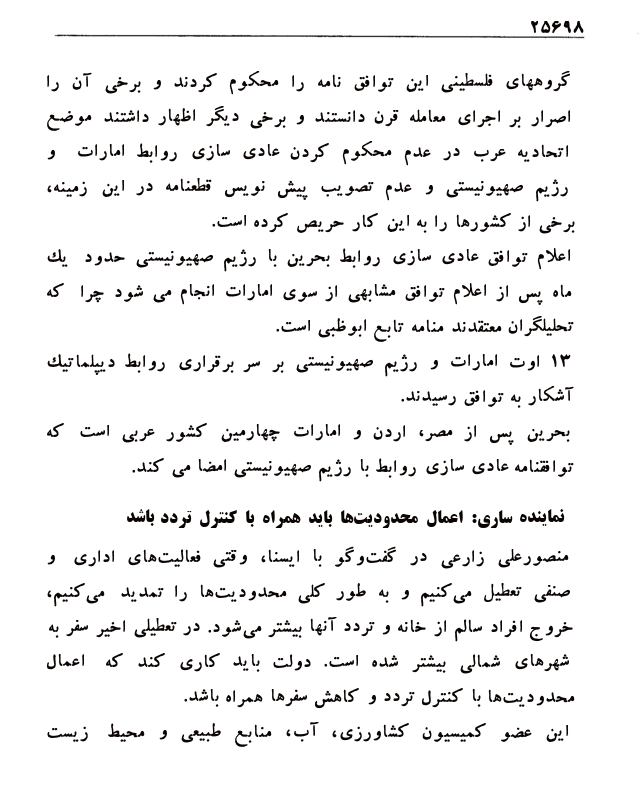 ۲۵۶۹۸
گروههای فلسطینی این توافق نامه را محکوم کردند و برخی آن را
اصرار بر اجرای معامله قرن دانستند و برخی دیگر اظهار داشتند موضع
اتحادیه عرب در عدم محکوم کردن عادی سازی روابط امارات و
رژیم صهیونیستی و عدم تصویب پیش نویس قطعنامه در این زمینه،
برخی از کشورها را به این کار حریص کرده است.
اعلام توافق عادی سازی روابط بحرین با رژیم صهیونیستی حدود یك
ماه پس از اعلام توافق مشابهی از سوی امارات انجام می شود چرا که
تحلیلگران معتقدند منامه تابع ابوظبی است.
۱۳ اوت امارات و رژیم صهیونیستی بر سر برقراری روابط دیپلماتیك
آشکار به توافق رسیدند.
بحرین پس از مصر، اردن و امارات چهارمین کشور عربی است که
توافقنامه عادی سازی روابط با رژیم صهیونیستی امضا می کند.
نماینده ساری: اعمال محدودیت‌ها باید همراه با کنترل تردد باشد
منصورعلی زارعی در گفت‌وگو با ایسنا، وقتی فعالیت‌های اداری و
صنفی تعطیل می‌کنیم و به طور کلی محدودیت‌ها را تمدید می‌کنیم،
خروج افراد سالم از خانه و تردد آنها بیشتر می‌شود. در تعطیلی اخیر سفر به
شهرهای شمالی بیشتر شده است. دولت باید کاری کند که اعمال
محدودیت‌ها با کنترل تردد و کاهش سفرها همراه باشد.
این عضو کمیسیون کشاورزی، آب، منابع طبیعی و محیط زیست